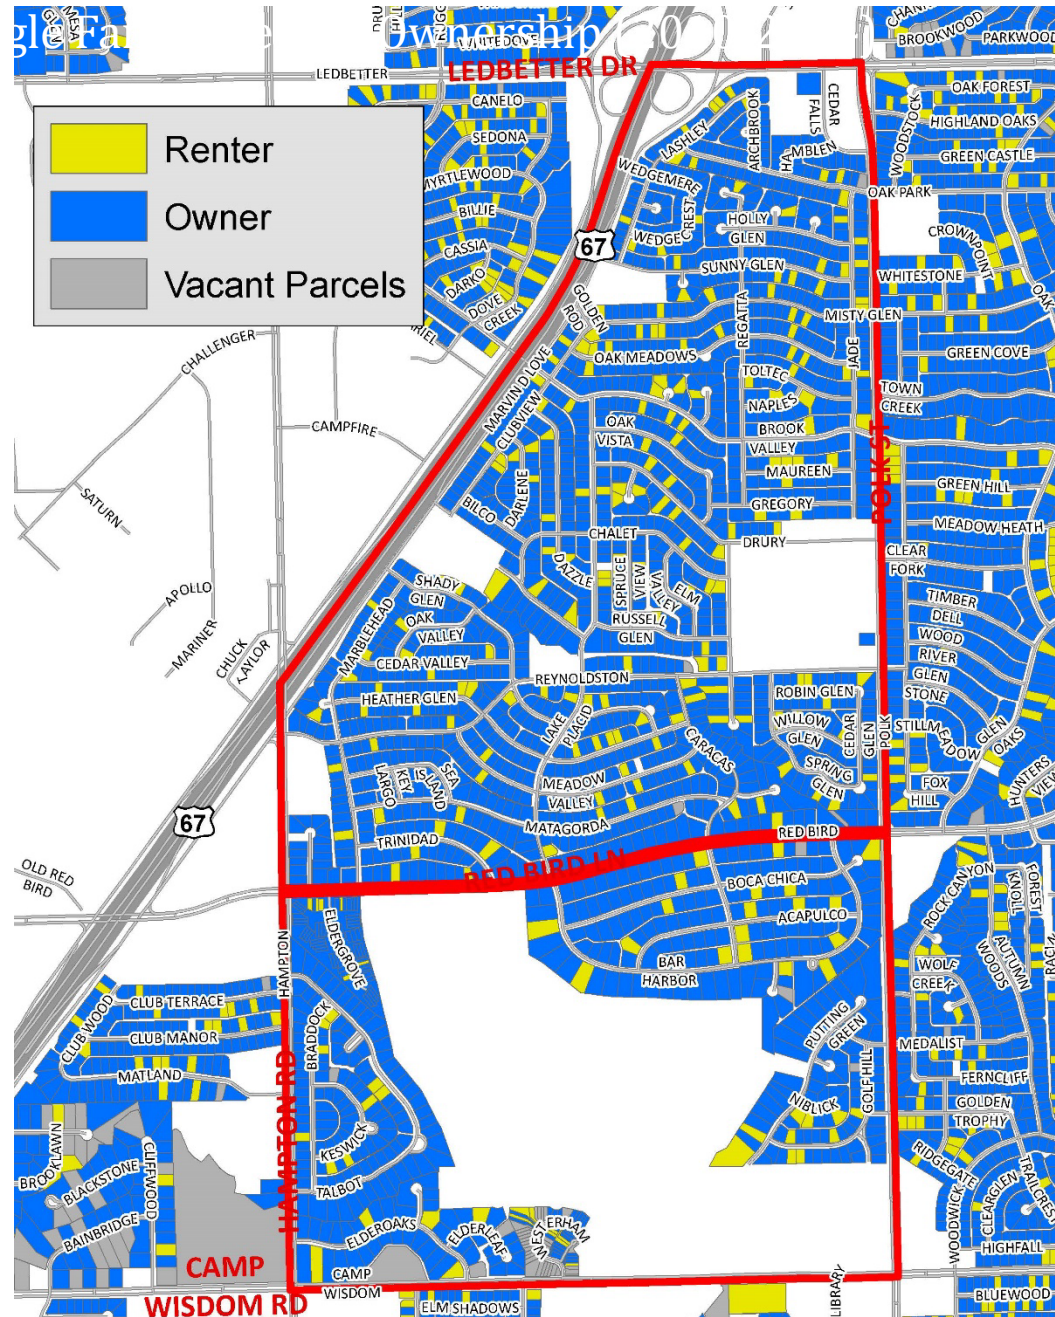 Ownership
WHITEDOVE
BROOKWOOD
PARKWOOD
LEDBETTER
LEDBETTER DR
CANELO
SEDONA
MYRTLEWOOD
BILLIE
CASSIA
DARKO
DOVE
CREEK
Renter
Owner
Vacant Parcels
LASHLEY
ARCHBROOK
CEDAR
FALLS
HAMBLEN
WOODSTOCK
OAK FOREST
HIGHLAND OAKS
GREEN CASTLE
OAK PARK
WEDGEMERE
WEDGE
CREST
HOLLY
GLEN
SUNNY GLEN
67
CROWNPOINT
WHITESTONE
OAK
GOLDEN
ROD
REGATTA
MISTY GLEN
OAK MEADOWS
JADE
GREEN COVE
CHALLENGER
CAMPFIRE
MARVIN D LOVE
CLUBVIEW
TOLTEC
NAPLES
TOWN
CREEK
OAK
VISTA
BROOK
VALLEY
POLK ST
MAUREEN
GREGORY
GREEN HILL
SATURN
BILCO
DARLENE
MEADOW HEATH
CHALET
DRURY
CLEAR
FORK
APOLLO
MARINER
SHADY
GLEN
DAZZLE
SPRUCE
VIEW
VALLEY
ELM
RUSSELL
GLEN
TIMBER
DELL
WOOD
RIVER
GLEN
STONE
CHUCK
TAYLOR
MARBLEHEAD
OAK
VALLEY
CEDAR VALLEY
REYNOLDSTON
HEATHER GLEN
ROBIN GLEN
LAKE
PLACID
CARACAS
WILLOW
GLEN
CEDAR
GLEN
POLK
STILLMEADOW
GLEN
OAKS
SPRING
GLEN
LARGO
KEY
ISLAND
SEA
MEADOW
VALLEY
FOX
HILL
HUNTERS
VIEW
67
MATAGORDA
TRINIDAD
RED BIRD
RED BIRD LN
OLD RED
BIRD
BOCA CHICA
ACAPULCO
ROCK CANYON
KNOLL
FOREST
ELDERGROVE
HAMPTON
BAR
HARBOR
WOLF
CREEK
AUTUMN
WOODS
CLUB TERRACE
CLUB WOOD
CLUB MANOR
MATLAND
BRADDOCK
PUTTING
GREEN
MEDALIST
FERNCLIFF
HAMPTON RD
GOLF HILL
NIBLICK
GOLDEN
TROPHY
BROOKLAWN
BLACKSTONE
CLIFFWOOD
BAINBRIDGE
KESWICK
TALBOT
RIDGEGATE
WOODWICK
CLEARGLEN
TRAILCREST
ELDEROAKS
ELDERLEAF
WESTERHAM
HIGHFALL
CAMP
WISDOM RD
CAMP
WISDOM
LIBRARY
ELM SHADOWS
BLUEWOOD